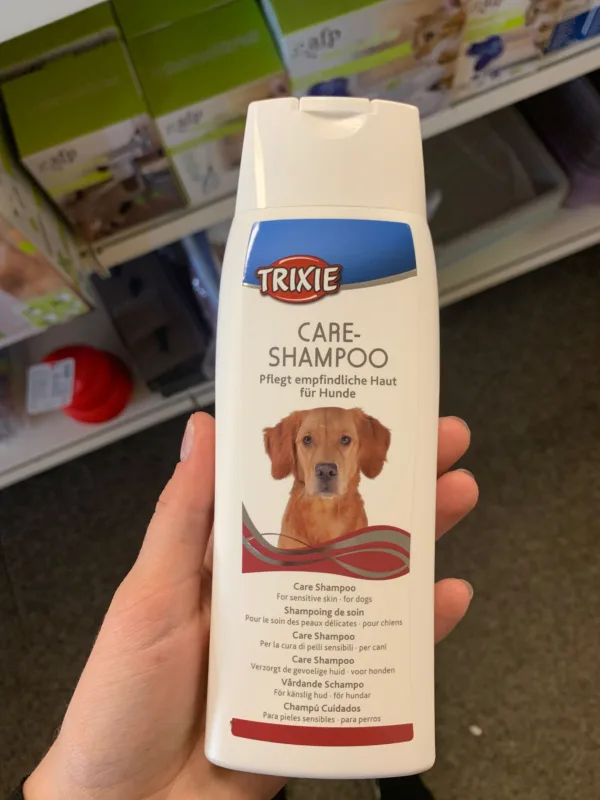 afp
afp
afp
TRIXIE
CARE-
SHAMPOO
Pflegt empfindliche Haut
für Hunde
Care Shampoo
For sensitive skin · for dogs
Shampoing de soin
Pour le soin des peaux délicates · pour chiens
Care Shampoo
Per la cura di pelli sensibili · per cani
Care Shampoo
Verzorgt de gevoelige huid · voor honden
Vårdande Schampo
För känslig hud · för hundar
Champú Cuidados
Para pieles sensibles · para perros